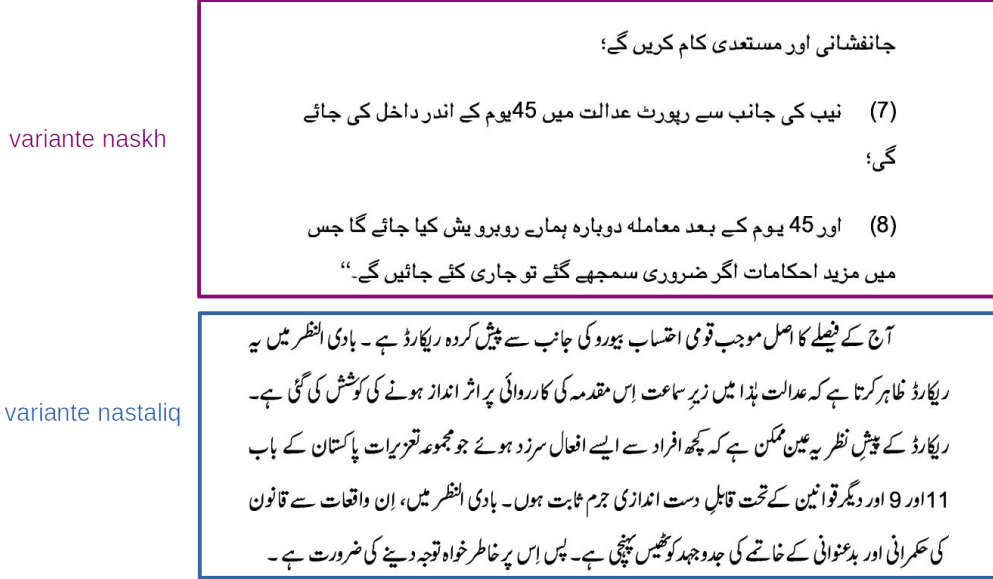 جانفشانی اور مستعدی کام کریں گے؛
variante naskh
(7) نیب کی جانب سے رپورٹ عدالت میں 45یوم کے اندر داخل کی جائے
گی؛
(8) اور 45 یوم کے بعد معاملہ دوبارہ ہمارے روبرو پیش کیا جائے گا جس
میں مزید احکامات اگر ضروری سمجھے گئے تو جاری کئے جائیں گے۔‘‘
variante nastaliq
آج کے فیصلے کا اصل موجب قومی احتساب بیورو کی جانب سے پیش کردہ ریکارڈ ہے ۔ بادی النظر میں یہ
ریکارڈ ظاہر کرتا ہے کہ عدالت ہٰذا میں زیرِ سماعت اِس مقدمہ کی کارروائی پر اثر انداز ہونے کی کوشش کی گئی ہے۔
ریکارڈ کے پیشِ نظر یہ عین ممکن ہے کہ کچھ افراد سے ایسے افعال سرزد ہوئے جو مجموعہ تعزیرات پاکستان کے باب
11اور 9 اور دیگر قوانین کے تحت قابلِ دست اندازی جرم ثابت ہوں۔ بادی النظر میں، اِن واقعات سے قانون
کی حکمرانی اور بدعنوانی کے خاتمے کی جدوجہد کو ٹھیس پہنچی ہے۔ پس اِس پر خاطر خواہ توجہ دینے کی ضرورت ہے ۔